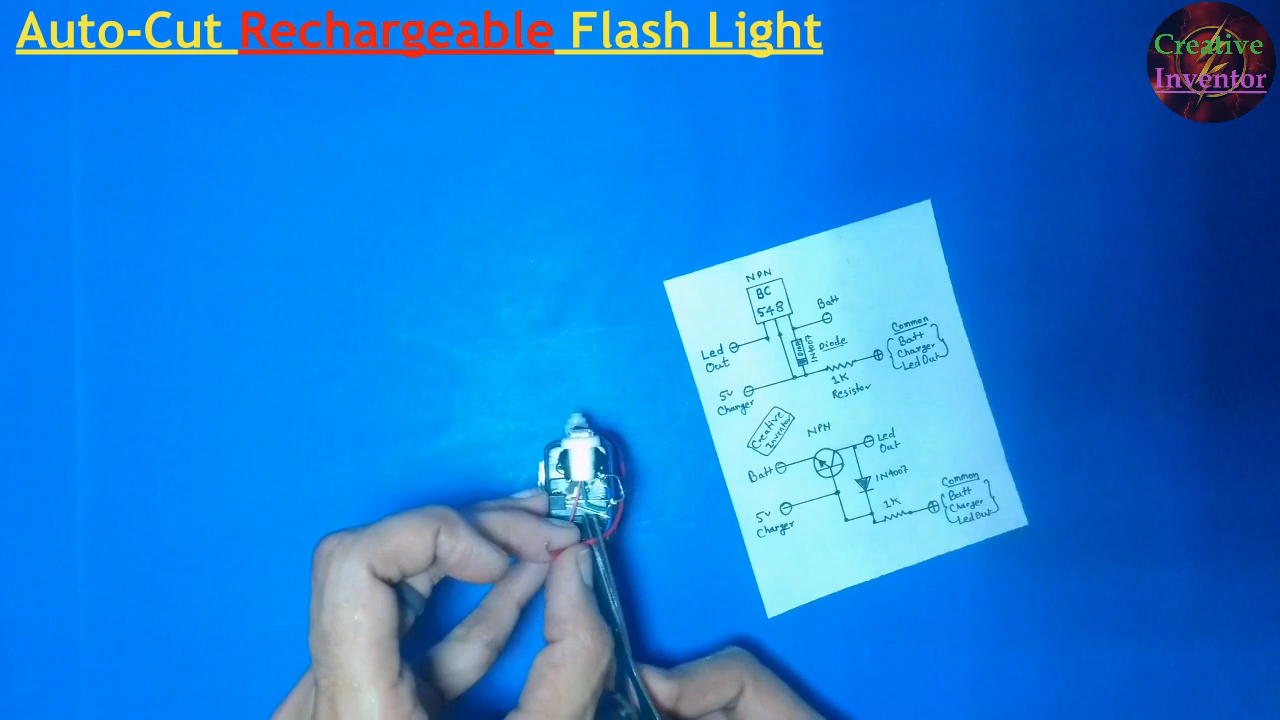 Auto-Cut Rechargeable Flash Light
Creative
Inventor
NPN
BC
548
Batt
Led
Out
1N4007
Diode
Common
Batt
Charger
Led Out
1K
Resistor
5v
Charger
Creative
Inventor
NPN
Led
Out
Batt
1N4007
5v
Charger
1K
Common
Batt
Charger
Led Out